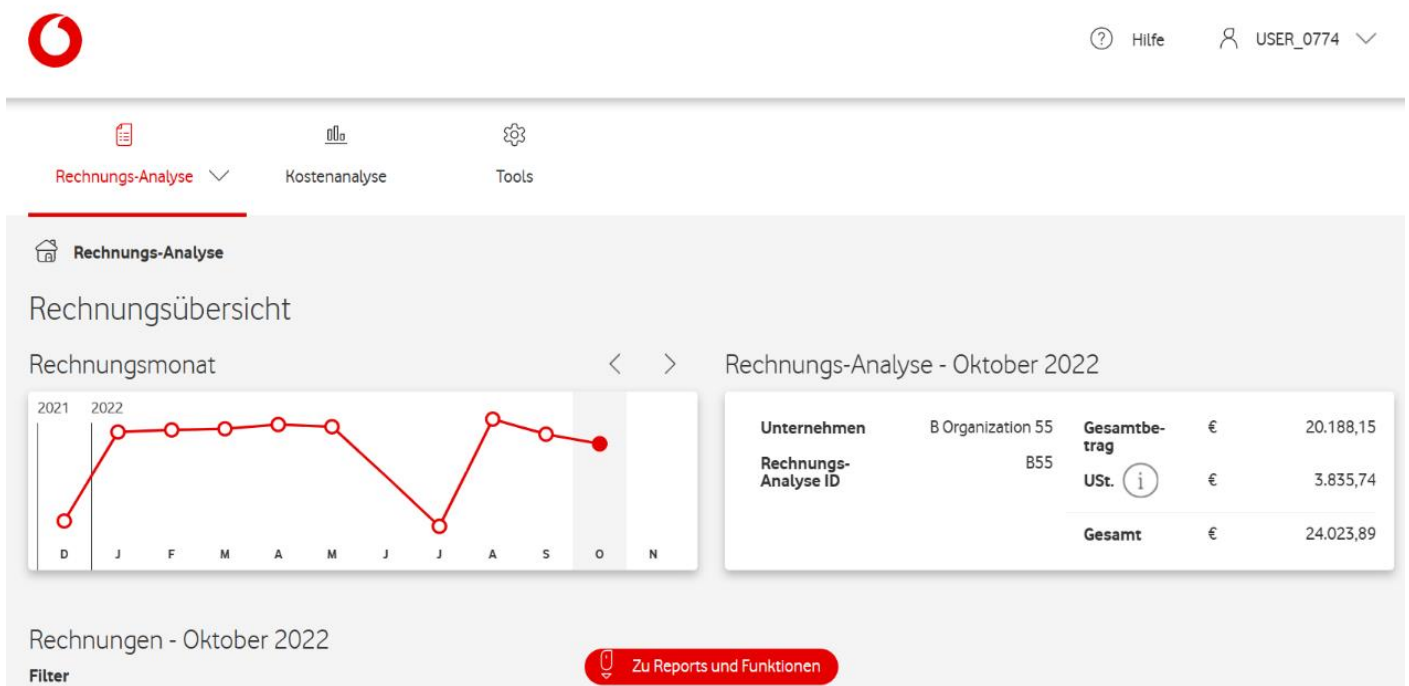 Hilfe
USER_0774
Rechnungs-Analyse
Kostenanalyse
Tools
Rechnungs-Analyse
Rechnungsübersicht
Rechnungsmonat
2021 2022
D J F M A M J J A S O N
Rechnungs-Analyse - Oktober 2022
Unternehmen B Organization 55
Rechnungs-
Analyse ID B55
Gesamtbe-
trag € 20.188,15
USt. i € 3.835,74
Gesamt € 24.023,89
Rechnungen - Oktober 2022
Filter
Zu Reports und Funktionen